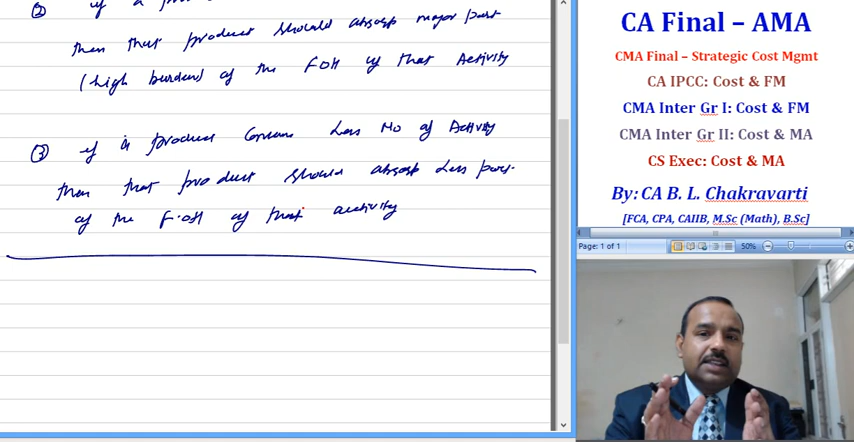 ② if a
then that product should absorb major part
(high burden) of the FOH of that Activity
③ if a product Consume Less No of Activity
then that product should absorb Less part
of the F.OH of that activity
CA Final – AMA
CMA Final – Strategic Cost Mgmt
CA IPCC: Cost & FM
CMA Inter Gr I: Cost & FM
CMA Inter Gr II: Cost & MA
CS Exec: Cost & MA
By: CA B. L. Chakravarti
[FCA, CPA, CAIIB, M.Sc (Math), B.Sc]
Page: 1 of 1
50%